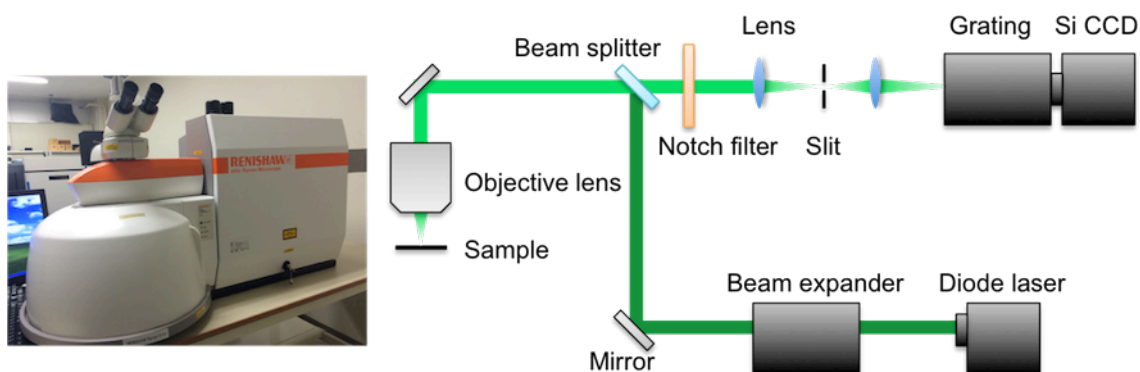 Lens
Grating
Si CCD
Beam splitter
RENISHAW
Notch filter
Slit
Objective lens
Sample
Beam expander
Diode laser
Mirror